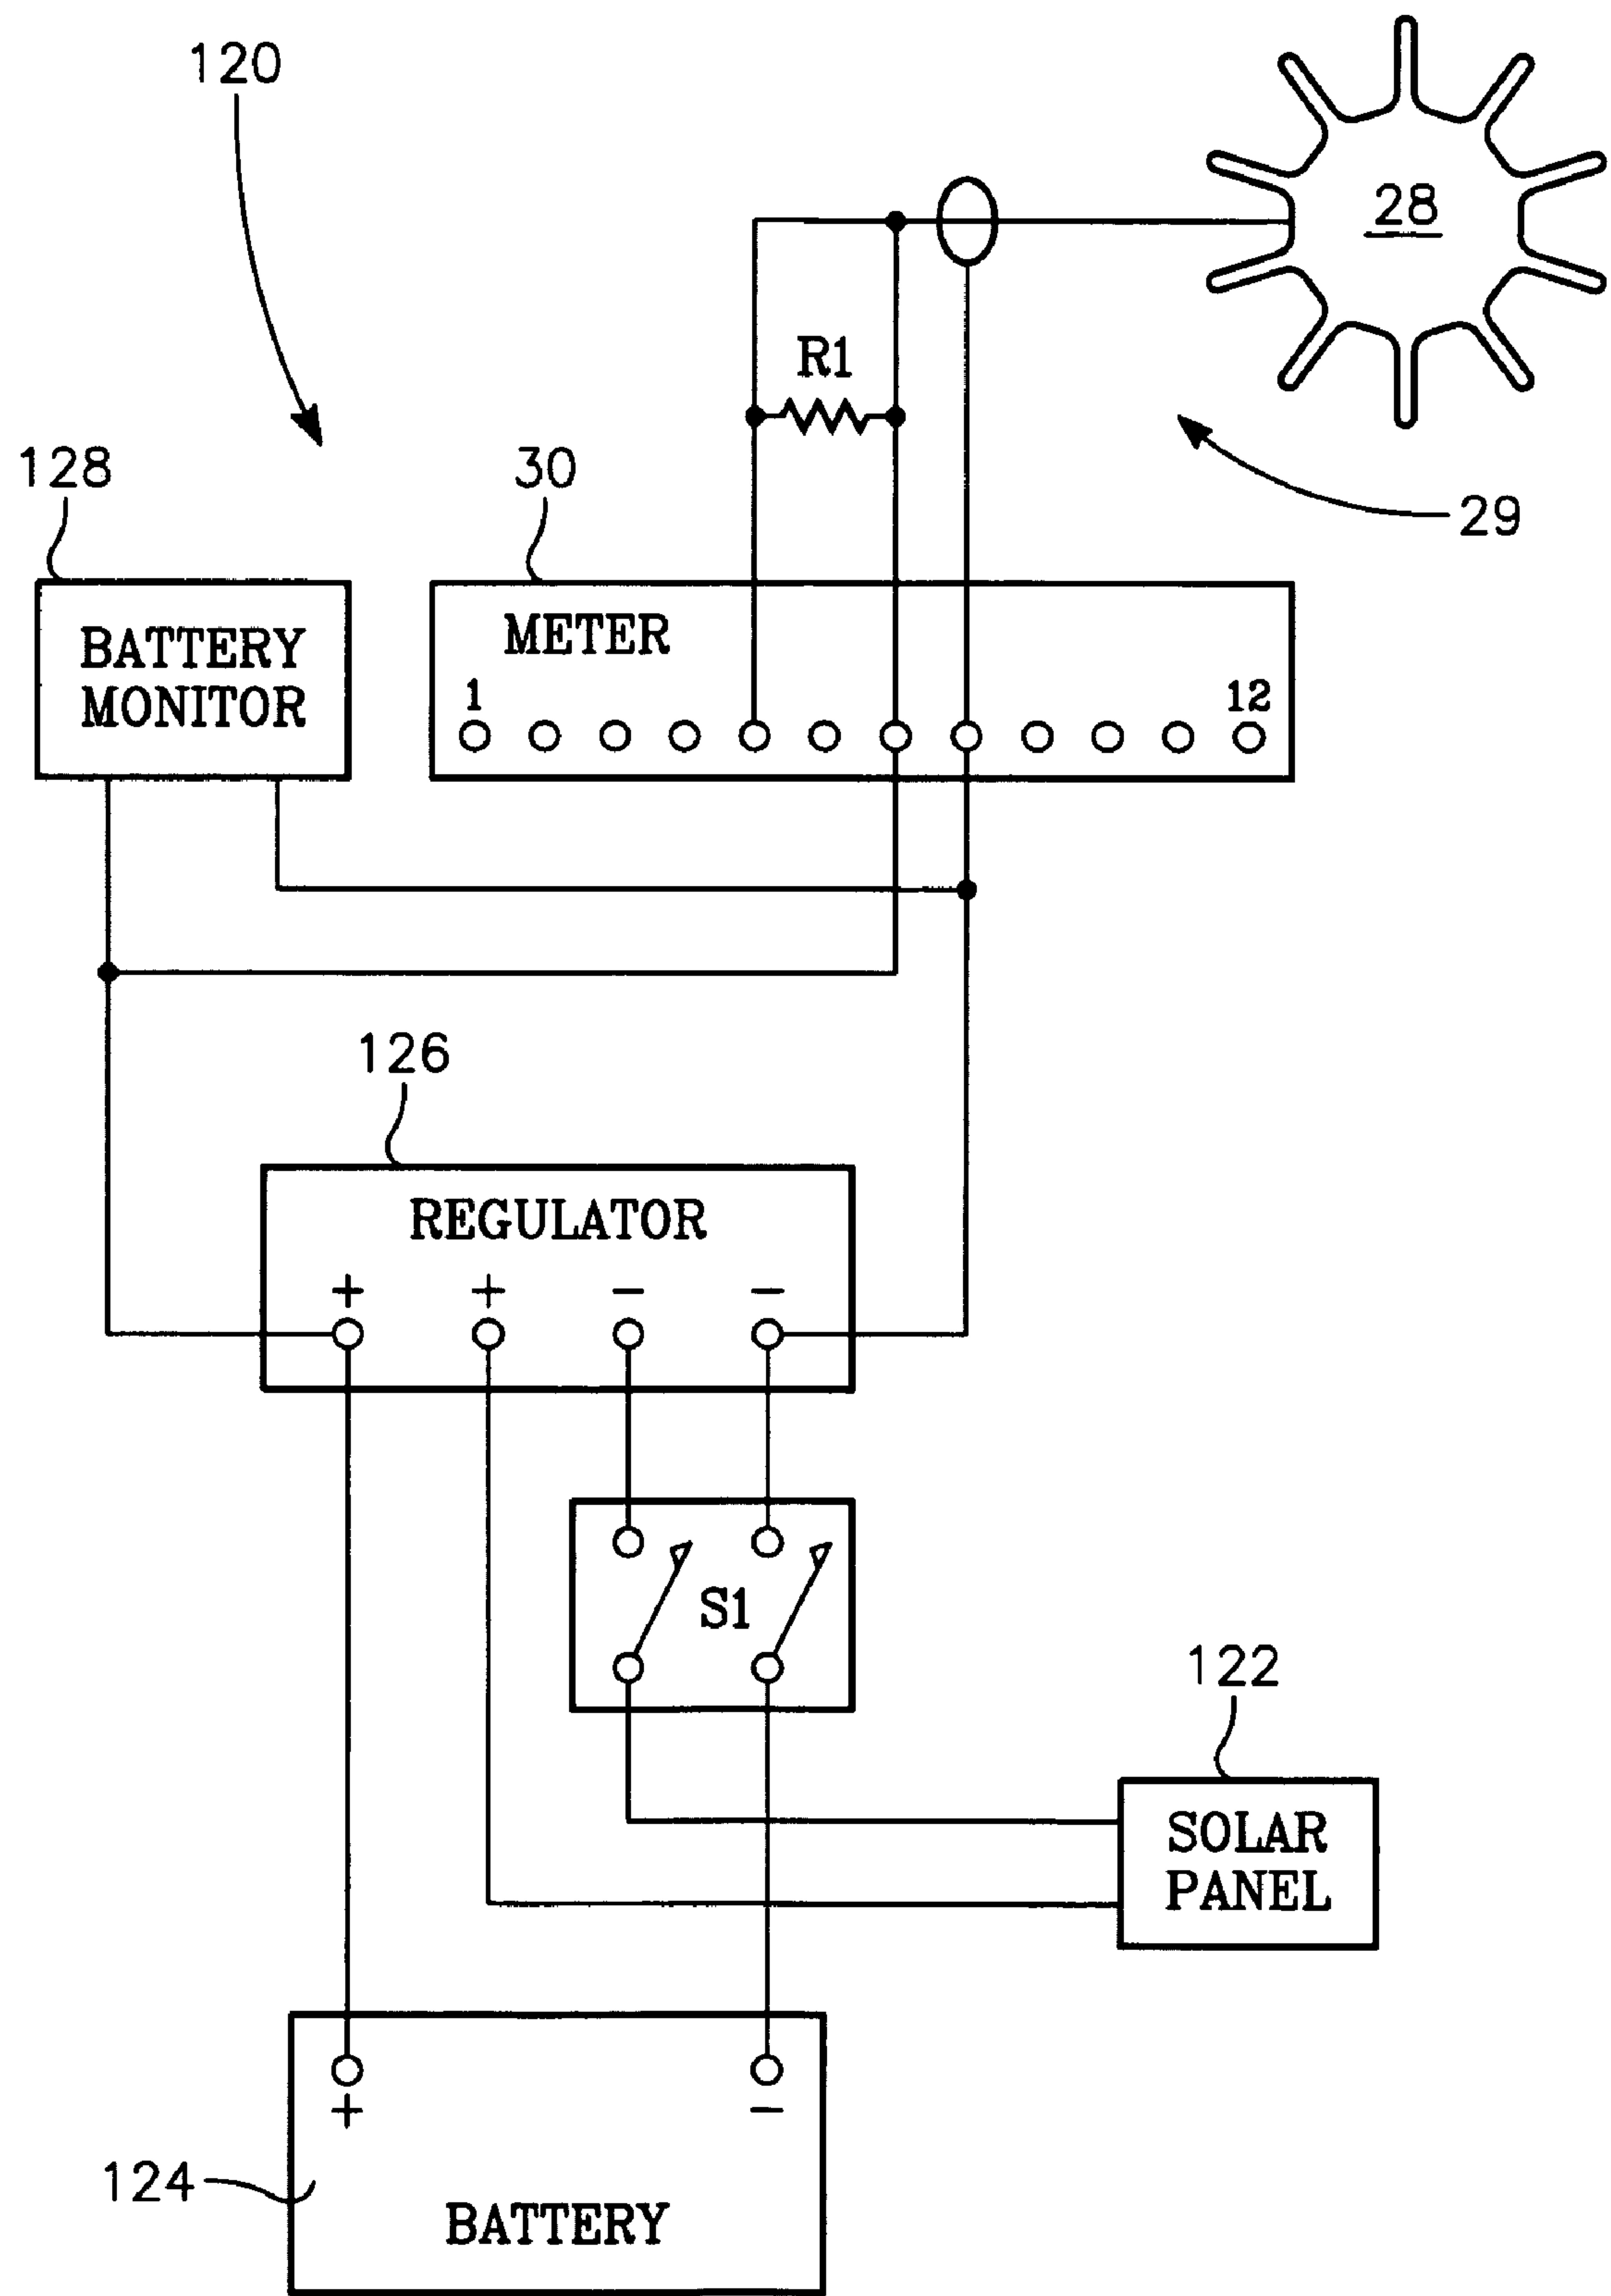 120
28
R1
128
30
29
BATTERY
MONITOR
METER
1
12
126
REGULATOR
+ + − −
S1
122
SOLAR
PANEL
+ −
124
BATTERY